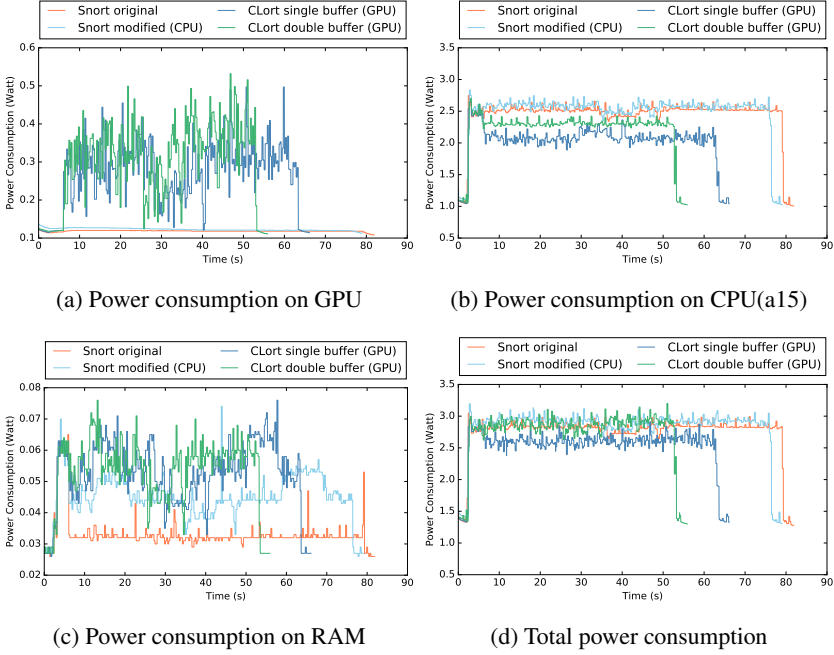 Snort original
Snort modified (CPU)
CLort single buffer (GPU)
CLort double buffer (GPU)
Power Consumption (Watt)
0.6
0.5
0.4
0.3
0.2
0.1
0 10 20 30 40 50 60 70 80 90
Time (s)
(a) Power consumption on GPU
Snort original
Snort modified (CPU)
CLort single buffer (GPU)
CLort double buffer (GPU)
Power Consumption (Watt)
3.5
3.0
2.5
2.0
1.5
1.0
0.5
0 10 20 30 40 50 60 70 80 90
Time (s)
(b) Power consumption on CPU(a15)
Snort original
Snort modified (CPU)
CLort single buffer (GPU)
CLort double buffer (GPU)
Power Consumption (Watt)
0.08
0.07
0.06
0.05
0.04
0.03
0.02
0 10 20 30 40 50 60 70 80 90
Time (s)
(c) Power consumption on RAM
Snort original
Snort modified (CPU)
CLort single buffer (GPU)
CLort double buffer (GPU)
Power Consumption (Watt)
3.5
3.0
2.5
2.0
1.5
1.0
0.5
0 10 20 30 40 50 60 70 80 90
Time (s)
(d) Total power consumption